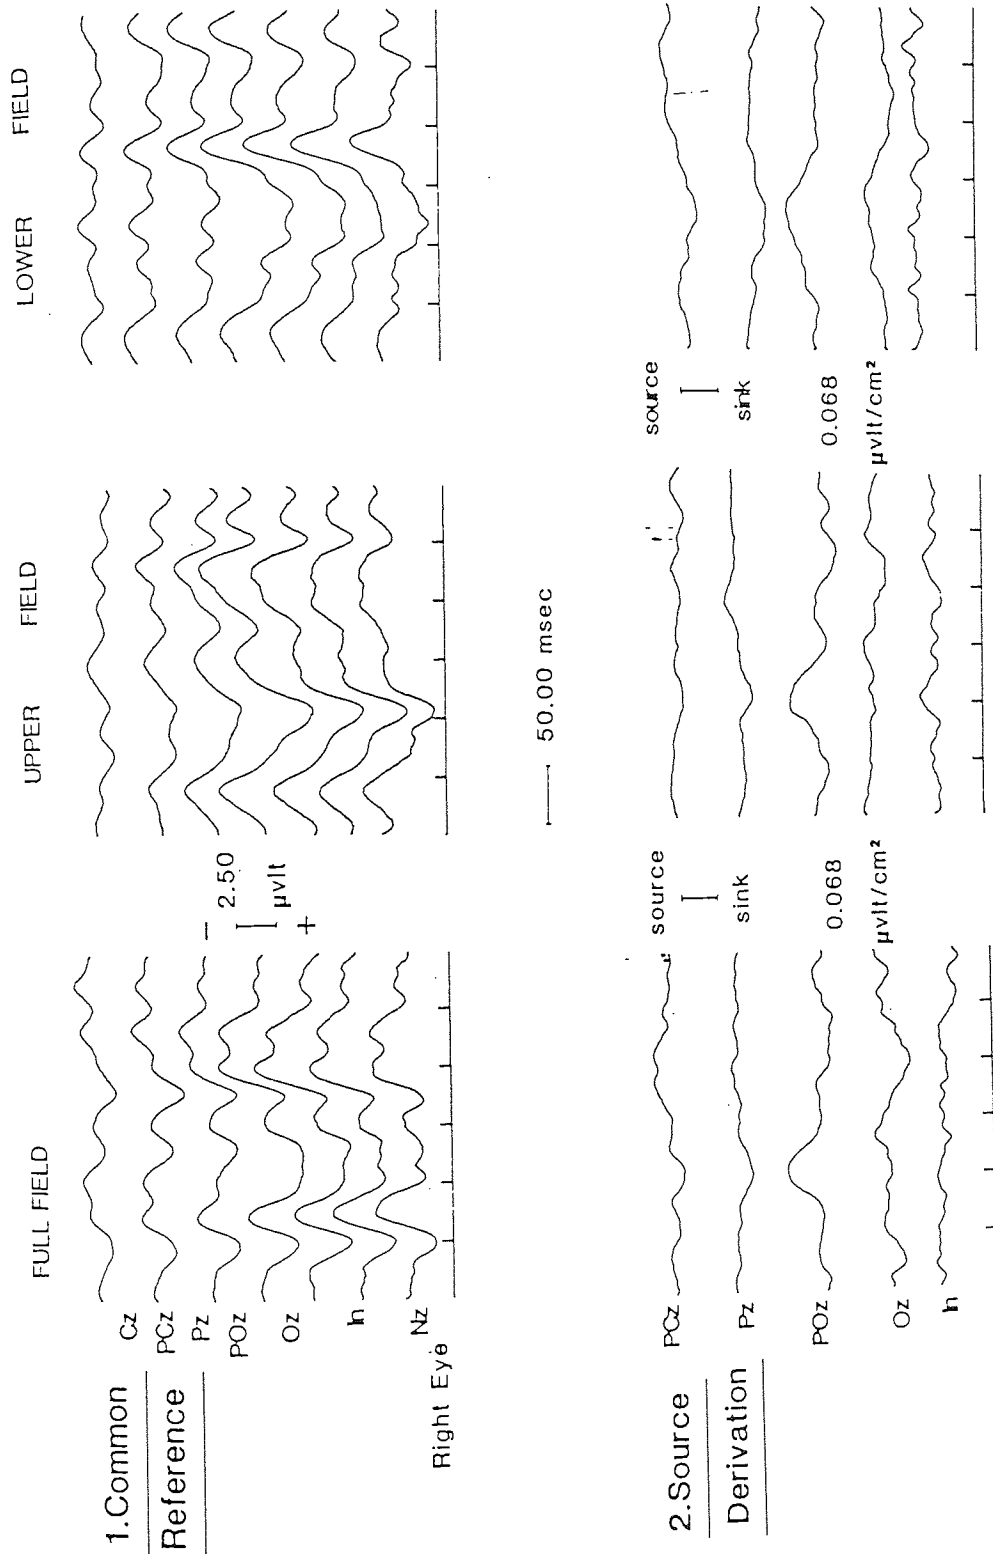 FULL FIELD
UPPER FIELD
LOWER FIELD
1.Common
Reference
Cz
PCz
Pz
POz
Oz
In
Nz
Right Eye
−
2.50
µvlt
+
50.00 msec
2.Source
Derivation
PCz
Pz
POz
Oz
In
source
sink
0.068
µvlt/cm²
source
sink
0.068
µvlt/cm²